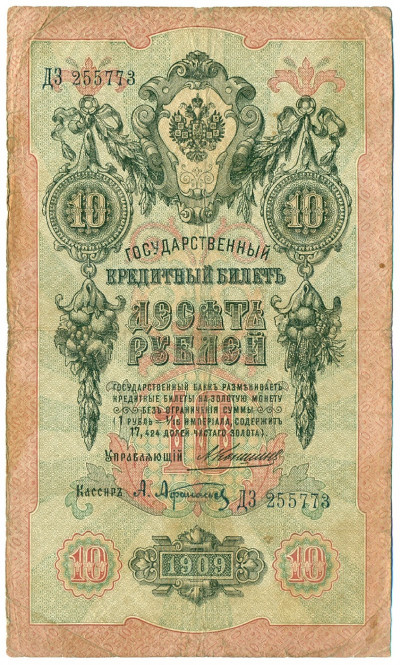 ДЗ 255773
10 10
ГОСУДАРСТВЕННЫЙ
КРЕДИТНЫЙ БИЛЕТЪ
ДЕСЯТЬ
РУБЛЕЙ
ГОСУДАРСТВЕННЫЙ БАНКЪ РАЗМѢНИВАЕТЪ
КРЕДИТНЫЕ БИЛЕТЫ НА ЗОЛОТУЮ МОНЕТУ
БЕЗЪ ОГРАНИЧЕНІЯ СУММЫ
(1 РУБЛЬ = 1/15 ИМПЕРІАЛА, СОДЕРЖИТЪ
17,424 ДОЛЕЙ ЧИСТАГО ЗОЛОТА).
10
УПРАВЛЯЮЩІЙ
КАССИРЪ А. Афанасьев ДЗ 255773
10 1909 10